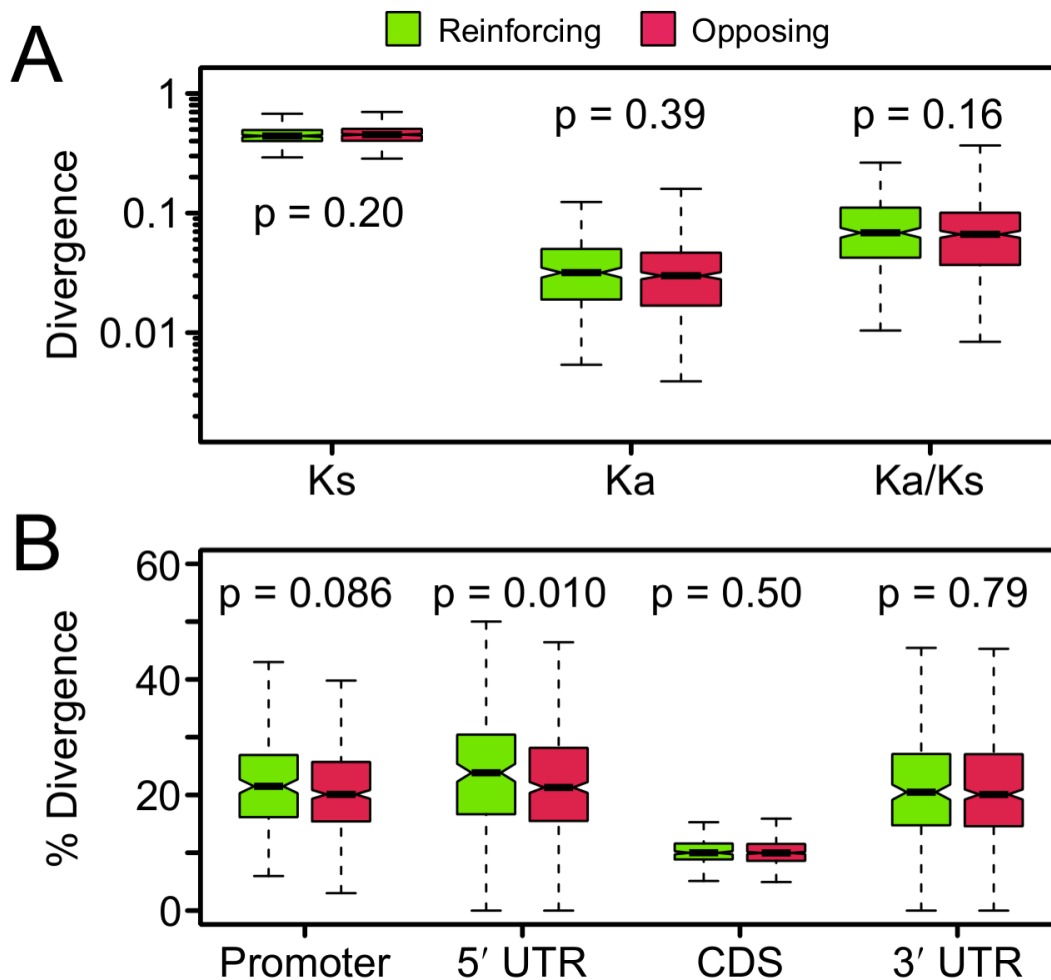 Reinforcing Opposing
A
Divergence
1
0.1
0.01
p = 0.20
p = 0.39
p = 0.16
Ks Ka Ka/Ks
B
% Divergence
60
40
20
0
p = 0.086 p = 0.010 p = 0.50 p = 0.79
Promoter 5′ UTR CDS 3′ UTR